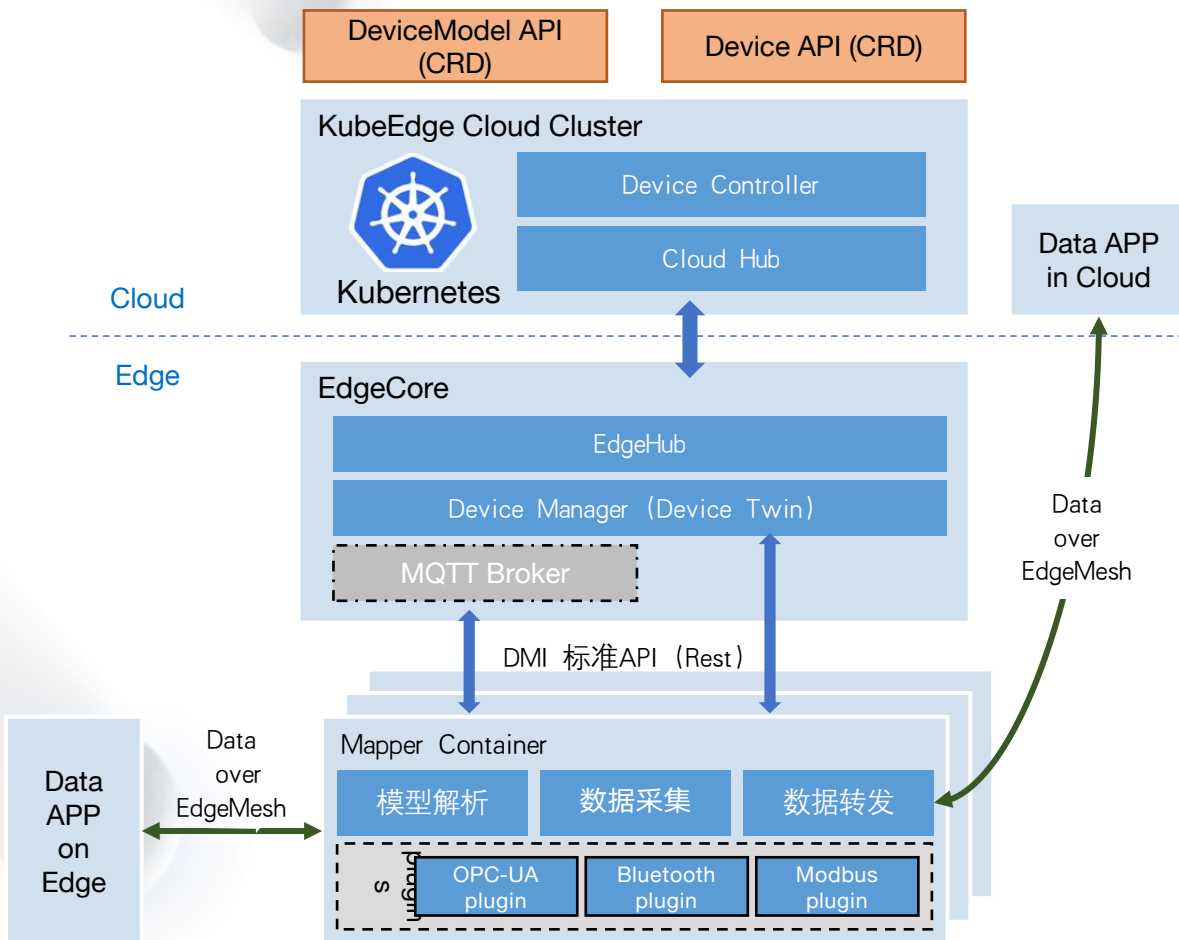 DeviceModel API
(CRD)
Device API (CRD)
KubeEdge Cloud Cluster
Device Controller
Cloud Hub
Kubernetes
Data APP
in Cloud
Cloud
Edge
EdgeCore
EdgeHub
Device Manager (Device Twin)
MQTT Broker
Data
over
EdgeMesh
DMI 标准API (Rest)
Mapper Container
模型解析
数据采集
数据转发
Data
over
EdgeMesh
Data
APP
on
Edge
plugin
s
OPC-UA
plugin
Bluetooth
plugin
Modbus
plugin